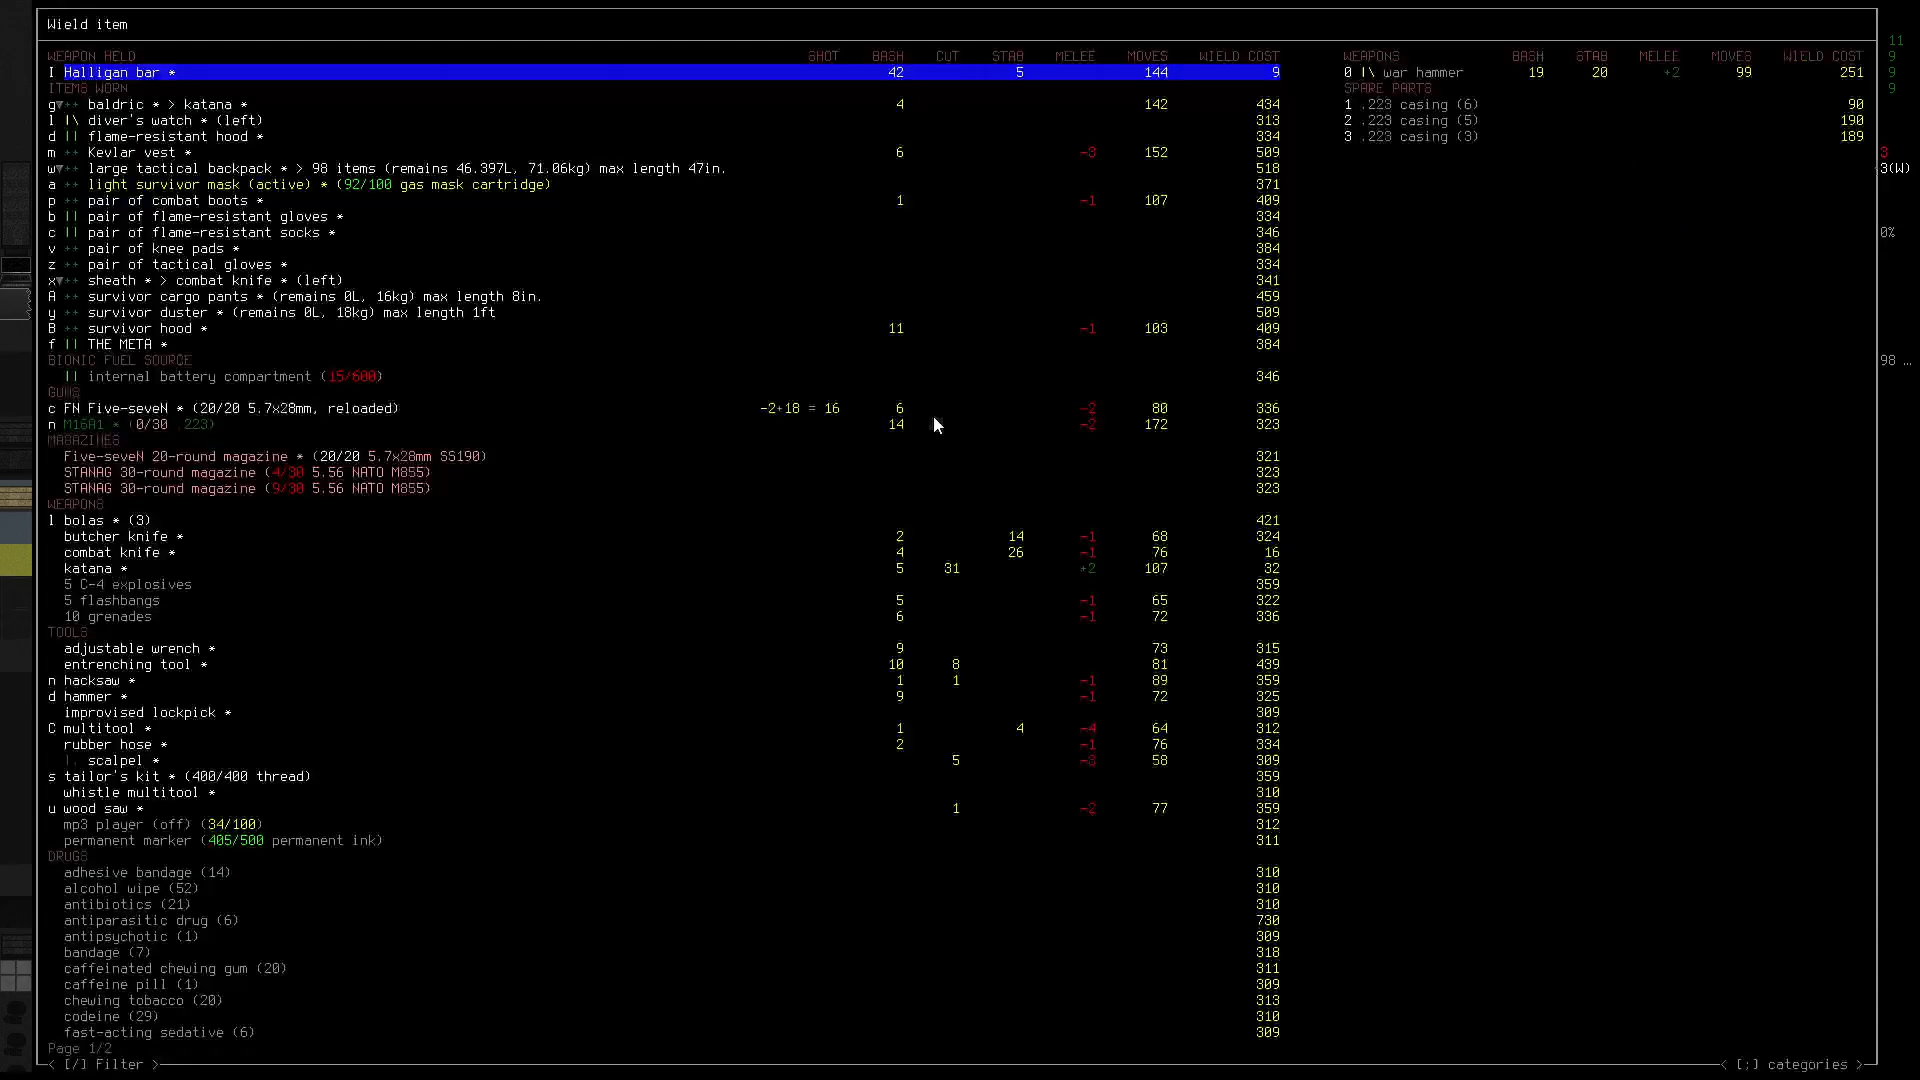 Wield item
WEAPON HELD SHOT BASH CUT STAB MELEE MOVES WIELD COST
I Halligan bar * 42 5 144 9
ITEMS WORN
g▼++ baldric * > katana * 4 142 434
l |\ diver's watch * (left) 313
d || flame-resistant hood * 334
m ++ Kevlar vest * 6 -3 152 509
w▼++ large tactical backpack * > 98 items (remains 46.397L, 71.06kg) max length 47in. 518
a ++ light survivor mask (active) * (92/100 gas mask cartridge) 371
p ++ pair of combat boots * 1 -1 107 409
b || pair of flame-resistant gloves * 334
c || pair of flame-resistant socks * 346
v ++ pair of knee pads * 384
z ++ pair of tactical gloves * 334
x▼++ sheath * > combat knife * (left) 341
A ++ survivor cargo pants * (remains 0L, 16kg) max length 8in. 459
y ++ survivor duster * (remains 0L, 18kg) max length 1ft 509
B ++ survivor hood * 11 -1 103 409
f || THE META * 384
BIONIC FUEL SOURCE
|| internal battery compartment (15/600) 346
GUNS
c FN Five-seveN * (20/20 5.7x28mm, reloaded) -2+18 = 16 6 -2 80 336
n M16A1 * (0/30 .223) 14 -2 172 323
MAGAZINES
Five-seveN 20-round magazine * (20/20 5.7x28mm SS190) 321
STANAG 30-round magazine (4/30 5.56 NATO M855) 323
STANAG 30-round magazine (9/30 5.56 NATO M855) 323
WEAPONS
l bolas * (3) 421
butcher knife * 2 14 -1 68 324
combat knife * 4 26 -1 76 16
katana * 5 31 +2 107 32
5 C-4 explosives 359
5 flashbangs 5 -1 65 322
10 grenades 6 -1 72 336
TOOLS
adjustable wrench * 9 73 315
entrenching tool * 10 8 81 439
n hacksaw * 1 1 -1 89 359
d hammer * 9 -1 72 325
improvised lockpick * 309
C multitool * 1 4 -4 64 312
rubber hose * 2 -1 76 334
|. scalpel * 5 -3 58 309
s tailor's kit * (400/400 thread) 359
whistle multitool * 310
u wood saw * 1 -2 77 359
mp3 player (off) (34/100) 312
permanent marker (405/500 permanent ink) 311
DRUGS
adhesive bandage (14) 310
alcohol wipe (52) 310
antibiotics (21) 310
antiparasitic drug (6) 730
antipsychotic (1) 309
bandage (7) 318
caffeinated chewing gum (20) 311
caffeine pill (1) 309
chewing tobacco (20) 313
codeine (29) 310
fast-acting sedative (6) 309
Page 1/2
< [/] Filter >
WEAPONS BASH STAB MELEE MOVES WIELD COST
0 |\ war hammer 19 20 +2 99 251
SPARE PARTS
1 .223 casing (6) 90
2 .223 casing (5) 190
3 .223 casing (3) 189
< [;] categories >
11
9
9
9
3
3(W)
0%
98 …